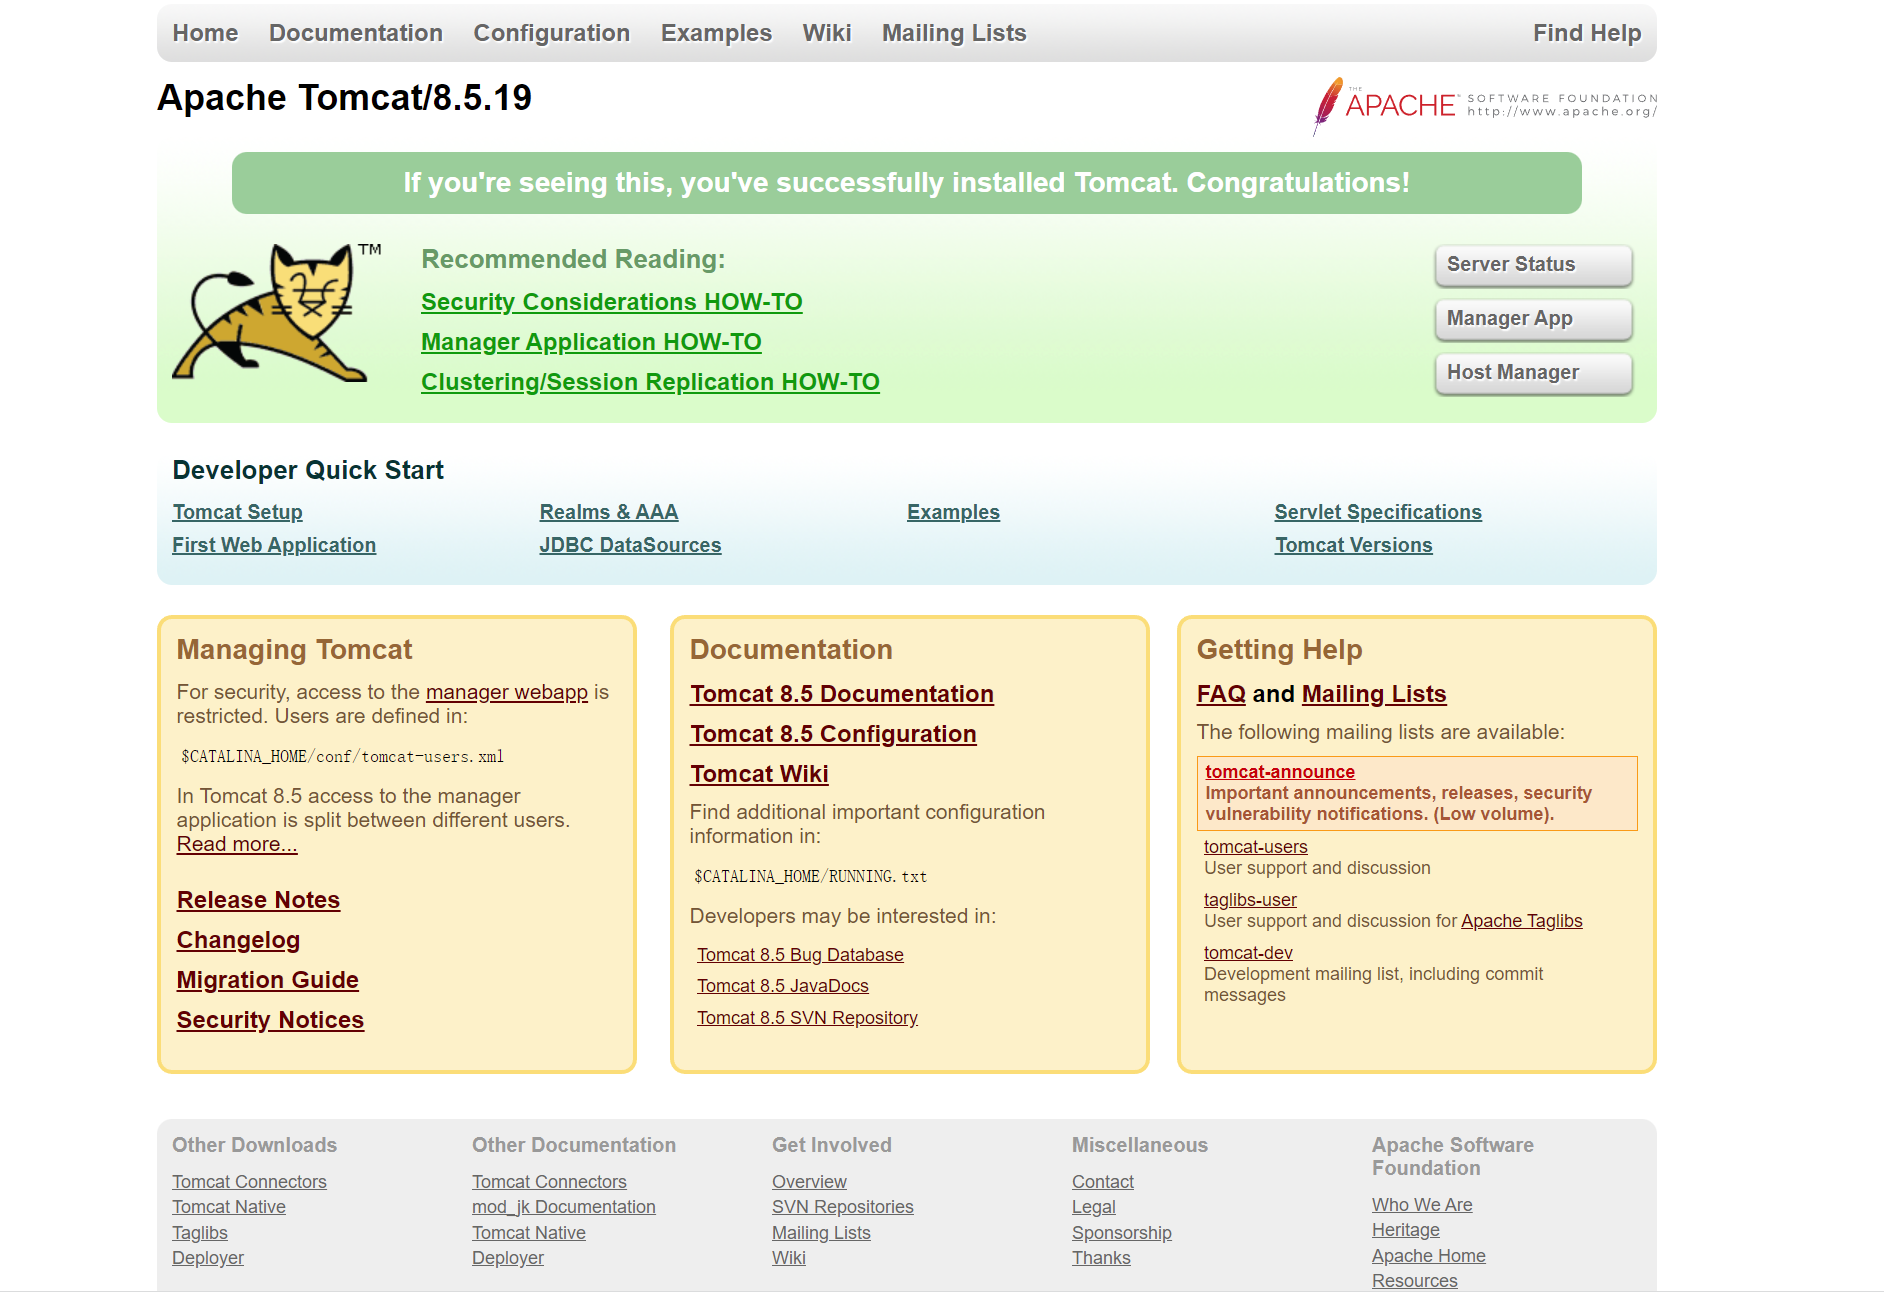 Home Documentation Configuration Examples Wiki Mailing Lists Find Help
Apache Tomcat/8.5.19
THE APACHE SOFTWARE FOUNDATION
http://www.apache.org/
If you're seeing this, you've successfully installed Tomcat. Congratulations!
TM
Recommended Reading:
Security Considerations HOW-TO
Manager Application HOW-TO
Clustering/Session Replication HOW-TO
Server Status
Manager App
Host Manager
Developer Quick Start
Tomcat Setup
First Web Application
Realms & AAA
JDBC DataSources
Examples
Servlet Specifications
Tomcat Versions
Managing Tomcat
For security, access to the manager webapp is
restricted. Users are defined in:
$CATALINA_HOME/conf/tomcat-users.xml
In Tomcat 8.5 access to the manager
application is split between different users.
Read more...
Release Notes
Changelog
Migration Guide
Security Notices
Documentation
Tomcat 8.5 Documentation
Tomcat 8.5 Configuration
Tomcat Wiki
Find additional important configuration
information in:
$CATALINA_HOME/RUNNING.txt
Developers may be interested in:
Tomcat 8.5 Bug Database
Tomcat 8.5 JavaDocs
Tomcat 8.5 SVN Repository
Getting Help
FAQ and Mailing Lists
The following mailing lists are available:
tomcat-announce
Important announcements, releases, security
vulnerability notifications. (Low volume).
tomcat-users
User support and discussion
taglibs-user
User support and discussion for Apache Taglibs
tomcat-dev
Development mailing list, including commit
messages
Other Downloads
Tomcat Connectors
Tomcat Native
Taglibs
Deployer
Other Documentation
Tomcat Connectors
mod_jk Documentation
Tomcat Native
Deployer
Get Involved
Overview
SVN Repositories
Mailing Lists
Wiki
Miscellaneous
Contact
Legal
Sponsorship
Thanks
Apache Software
Foundation
Who We Are
Heritage
Apache Home
Resources